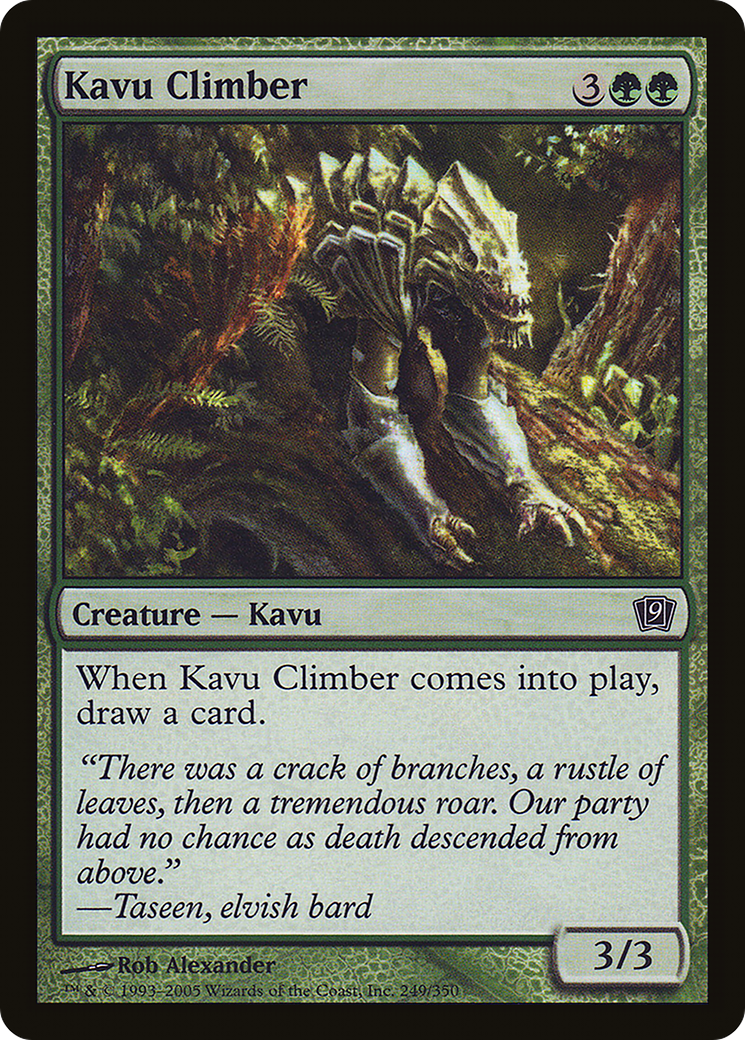 Kavu Climber 3
Creature — Kavu 9
When Kavu Climber comes into play,
draw a card.
“There was a crack of branches, a rustle of
leaves, then a tremendous roar. Our party
had no chance as death descended from
above.”
—Taseen, elvish bard
3/3
Rob Alexander
™ & © 1993–2005 Wizards of the Coast, Inc. 249/350